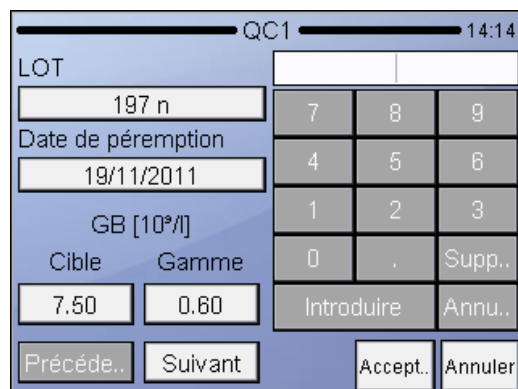 QC1 14:14
LOT
197 n
Date de péremption
19/11/2011
GB [10⁹/l]
Cible Gamme
7.50 0.60
Précéde.. Suivant
7 8 9
4 5 6
1 2 3
0 . Supp..
Introduire Annu..
Accept.. Annuler